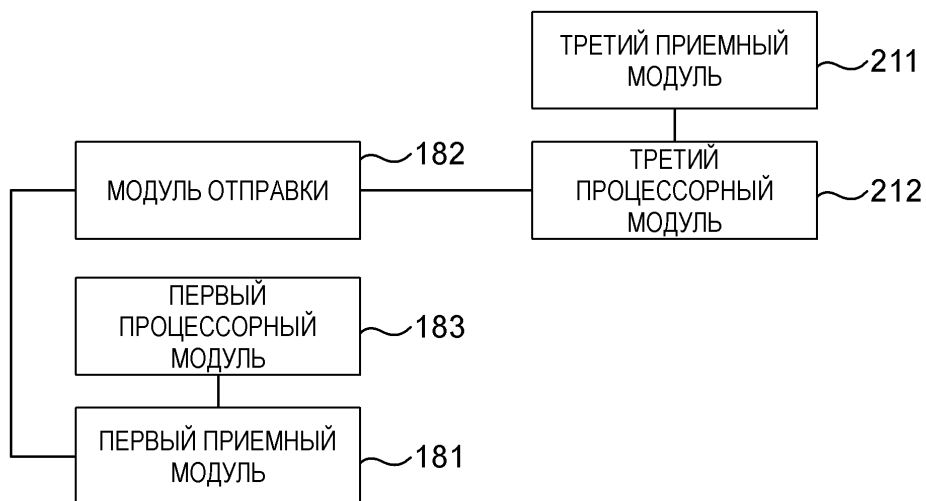 ТРЕТИЙ ПРИЕМНЫЙ
МОДУЛЬ
211
182
МОДУЛЬ ОТПРАВКИ
ТРЕТИЙ
ПРОЦЕССОРНЫЙ
МОДУЛЬ
212
ПЕРВЫЙ
ПРОЦЕССОРНЫЙ
МОДУЛЬ
183
ПЕРВЫЙ ПРИЕМНЫЙ
МОДУЛЬ
181